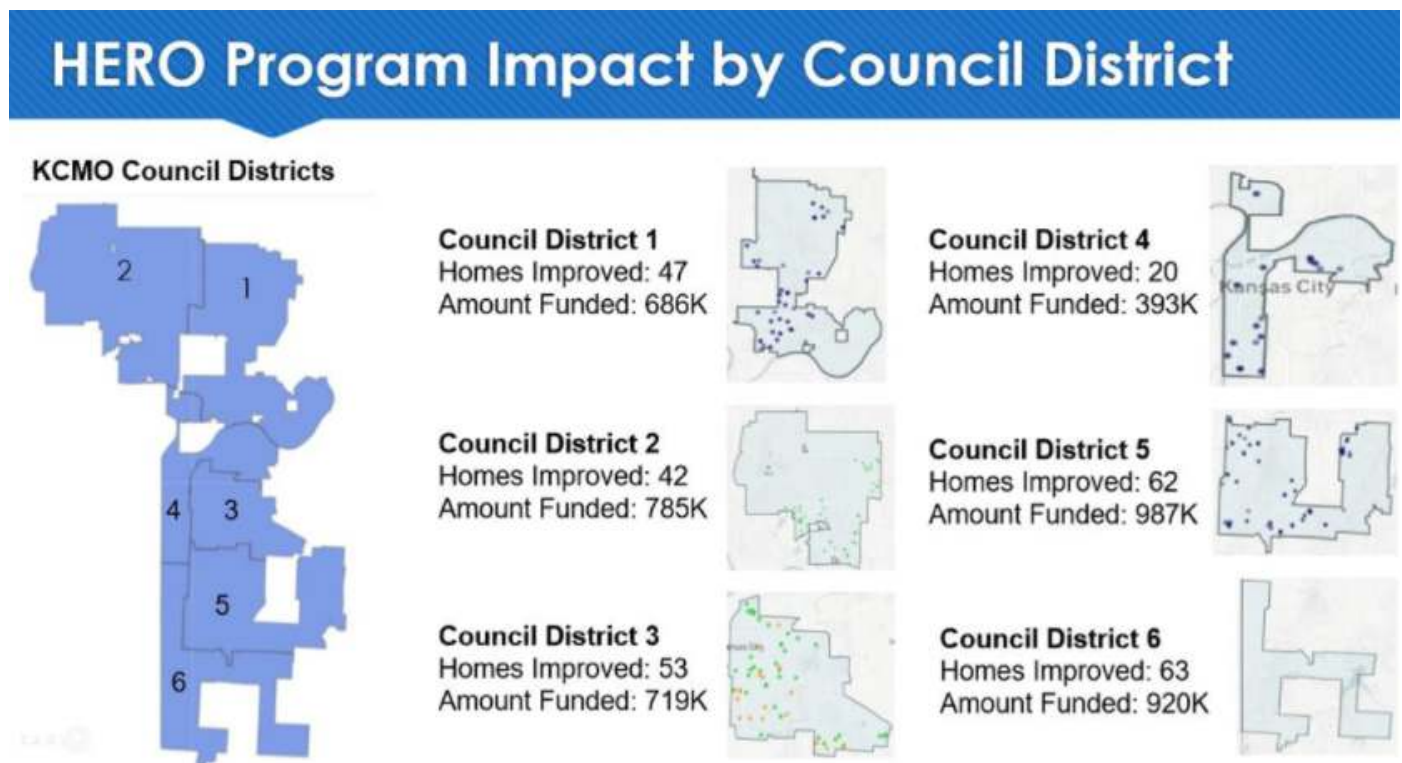 HERO Program Impact by Council District
KCMO Council Districts
2
1
4
3
5
6
Council District 1
Homes Improved: 47
Amount Funded: 686K
Council District 2
Homes Improved: 42
Amount Funded: 785K
Council District 3
Homes Improved: 53
Amount Funded: 719K
Council District 4
Homes Improved: 20
Amount Funded: 393K
Kansas City
Council District 5
Homes Improved: 62
Amount Funded: 987K
Council District 6
Homes Improved: 63
Amount Funded: 920K